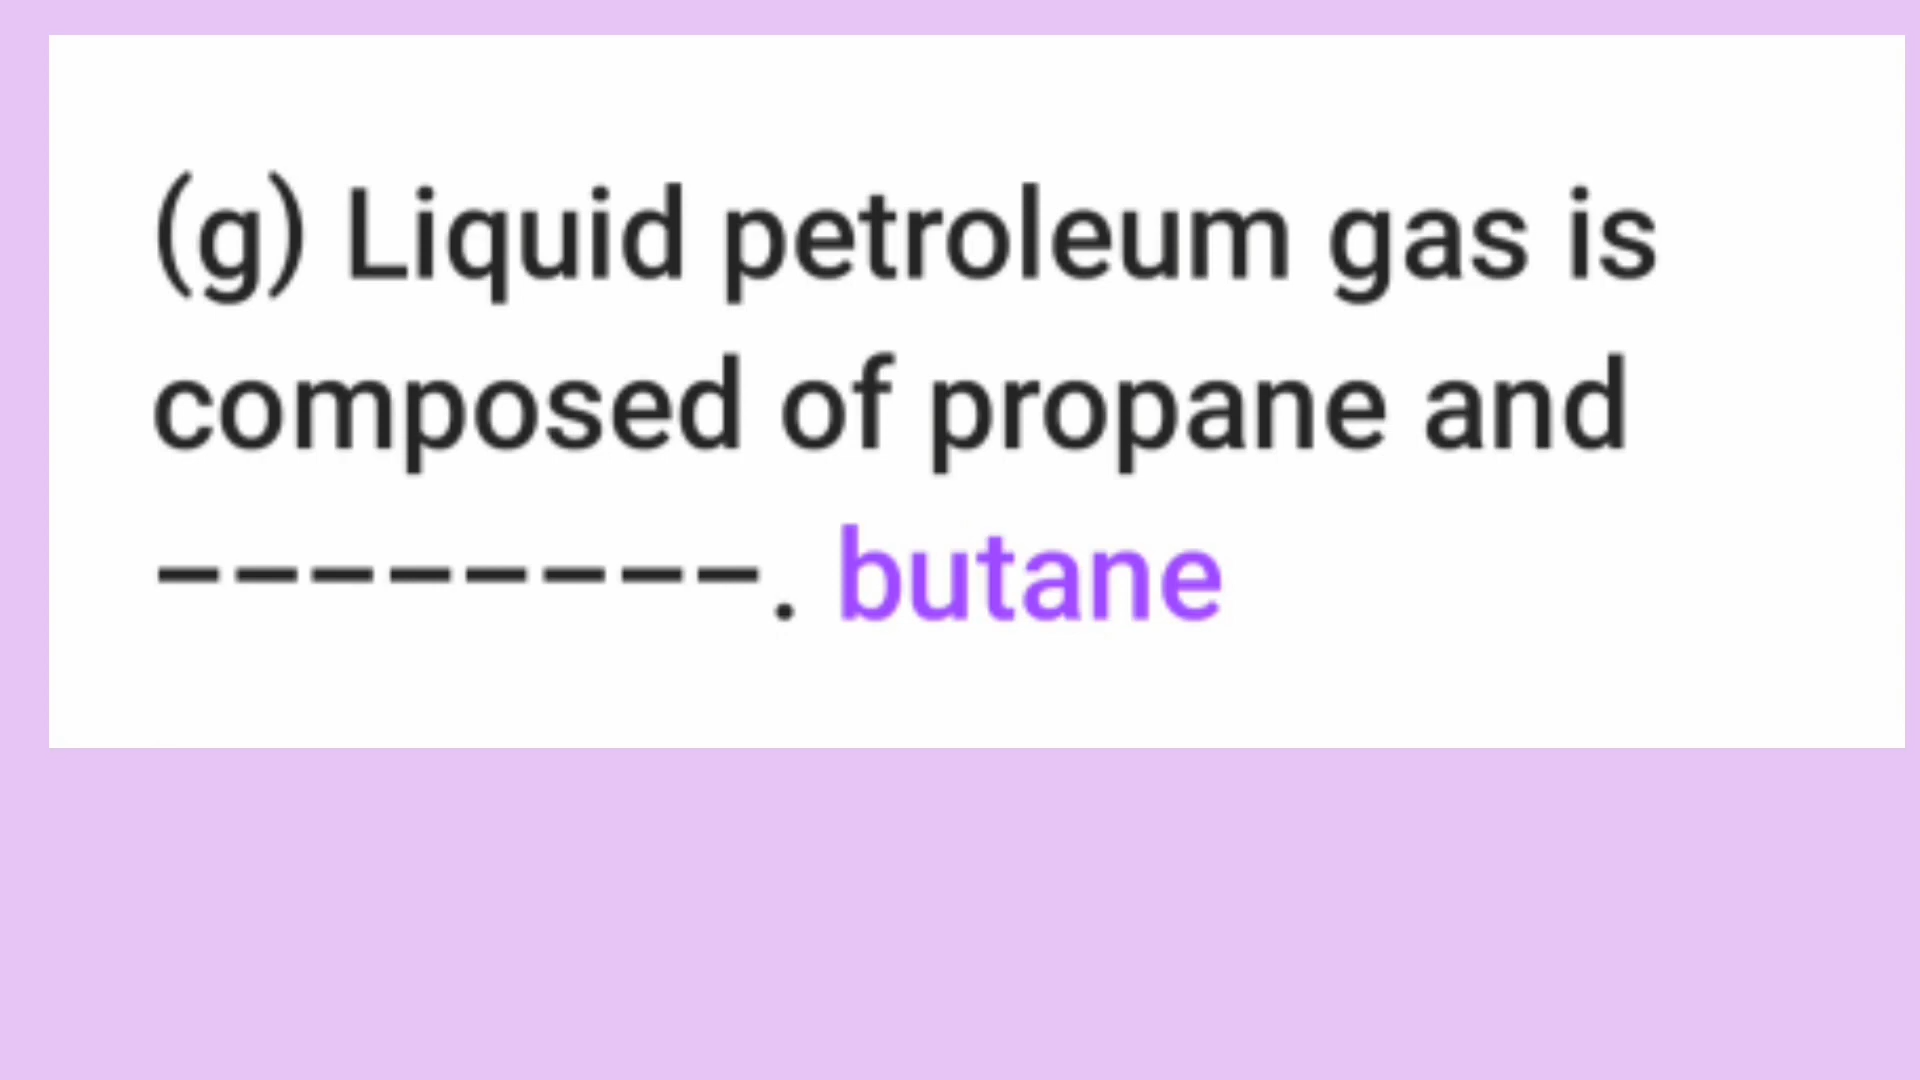 (g) Liquid petroleum gas is
composed of propane and
--------. butane